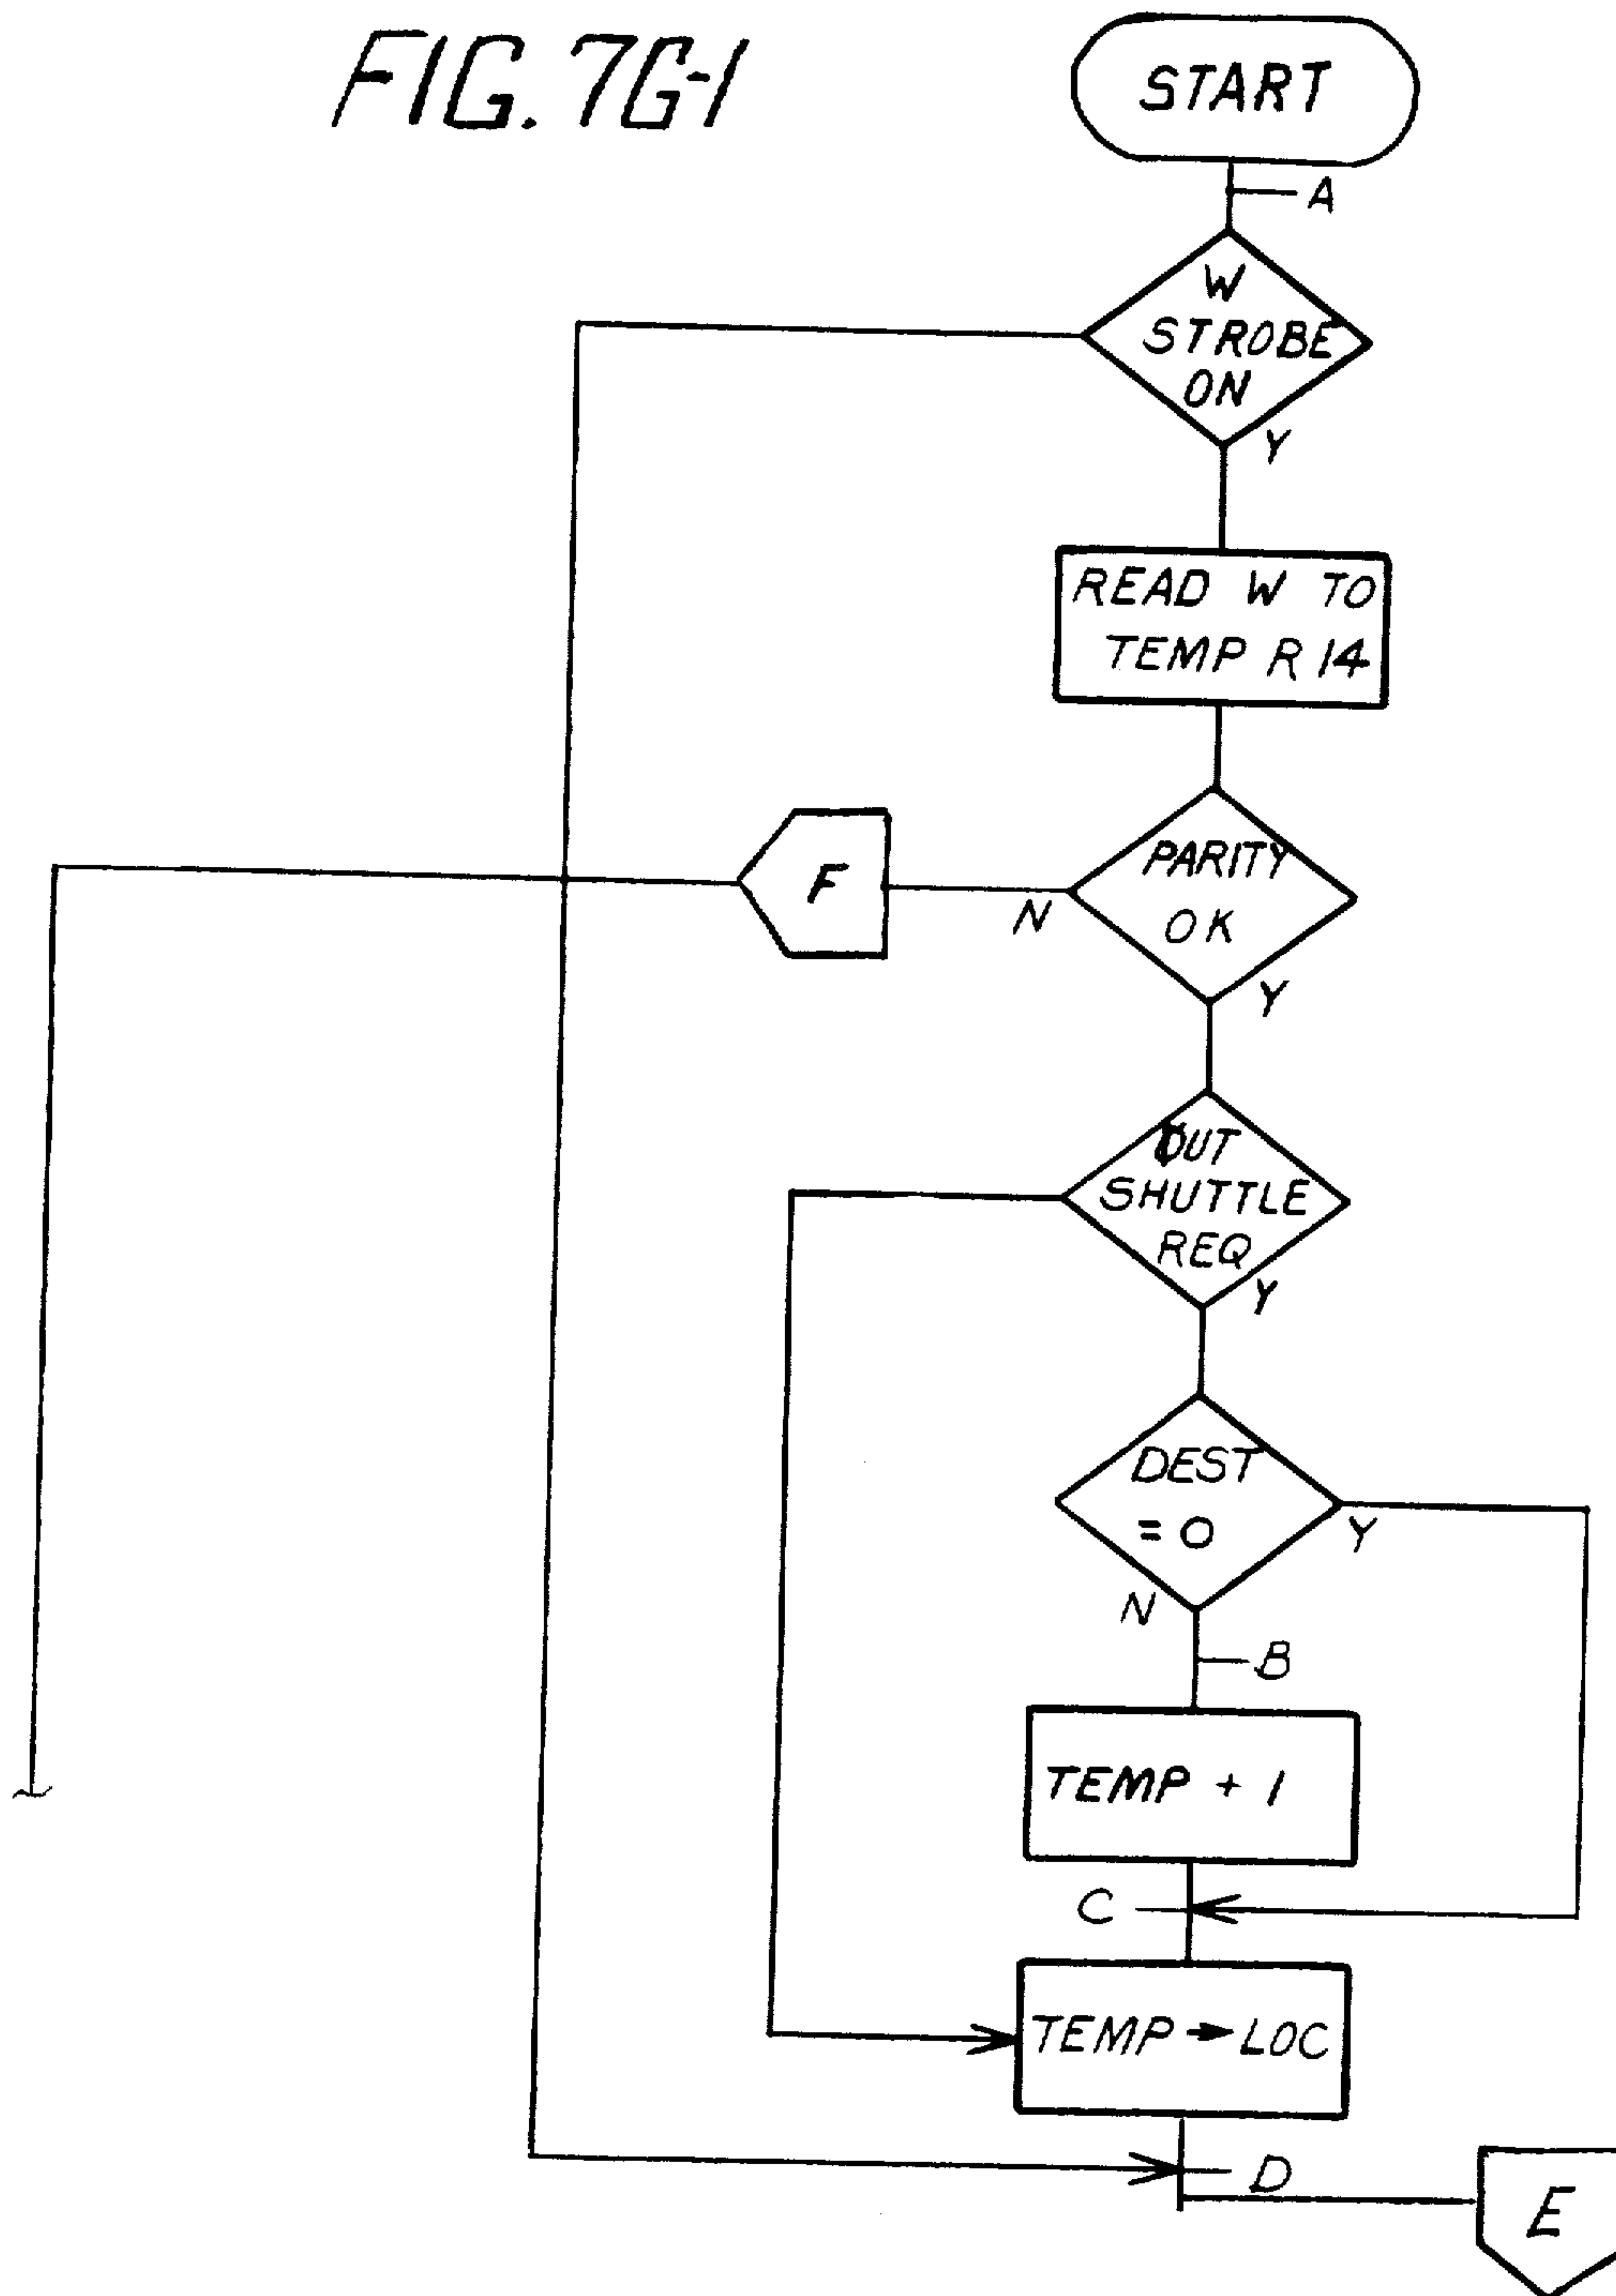 FIG. 7G-1
START
A
W
STROBE
ON
Y
READ W TO
TEMP R 14
PARITY
OK
F
N
Y
OUT
SHUTTLE
REQ
Y
DEST
= 0
Y
N
B
TEMP + 1
C
TEMP → LOC
D
E